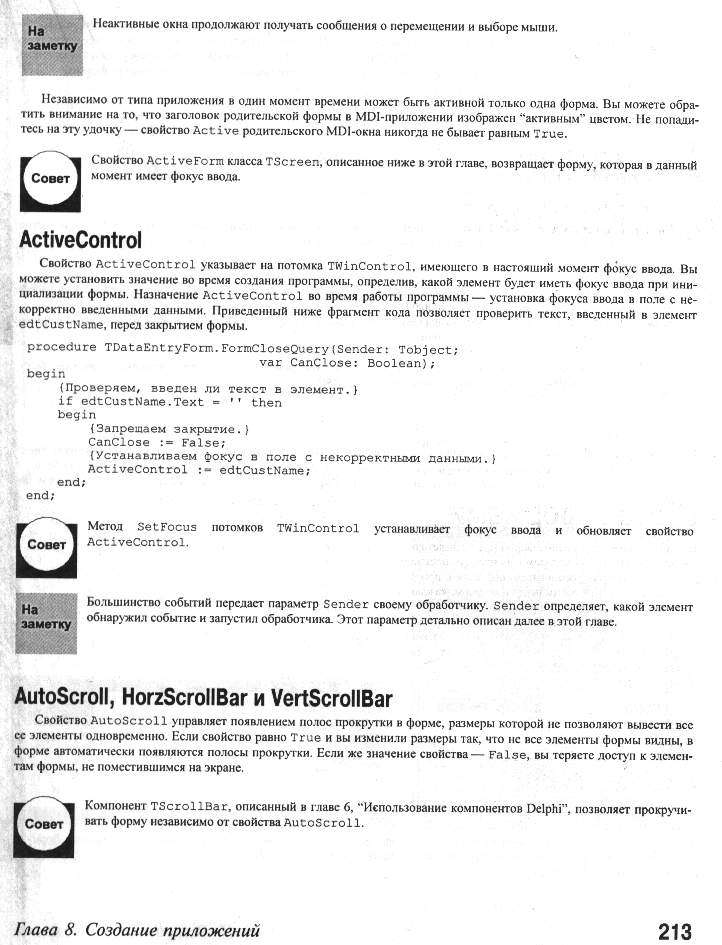 На
заметку
Неактивные окна продолжают получать сообщения о перемещении и выборе мыши.
Независимо от типа приложения в один момент времени может быть активной только одна форма. Вы можете обра-
тить внимание на то, что заголовок родительской формы в MDI-приложении изображен “активным” цветом. Не попади-
тесь на эту удочку — свойство Active родительского MDI-окна никогда не бывает равным True.
Совет
Свойство ActiveForm класса TScreen, описанное ниже в этой главе, возвращает форму, которая в данный
момент имеет фокус ввода.
ActiveControl
Свойство ActiveControl указывает на потомка TWinControl, имеющего в настоящий момент фокус ввода. Вы
можете установить значение во время создания программы, определив, какой элемент будет иметь фокус ввода при ини-
циализации формы. Назначение ActiveControl во время работы программы — установка фокуса ввода в поле с не-
корректно введенными данными. Приведенный ниже фрагмент кода позволяет проверить текст, введенный в элемент
edtCustName, перед закрытием формы.
procedure TDataEntryForm.FormCloseQuery(Sender: Tobject;
var CanClose: Boolean);
begin
{Проверяем, введен ли текст в элемент.}
if edtCustName.Text = '' then
begin
{Запрещаем закрытие.}
CanClose := False;
{Устанавливаем фокус в поле с некорректными данными.}
ActiveControl := edtCustName;
end;
end;
Совет
Метод SetFocus потомков TWinControl устанавливает фокус ввода и обновляет свойство
ActiveControl.
На
заметку
Большинство событий передает параметр Sender своему обработчику. Sender определяет, какой элемент
обнаружил событие и запустил обработчика. Этот параметр детально описан далее в этой главе.
AutoScroll, HorzScrollBar и VertScrollBar
Свойство AutoScroll управляет появлением полос прокрутки в форме, размеры которой не позволяют вывести все
ее элементы одновременно. Если свойство равно True и вы изменили размеры так, что не все элементы формы видны, в
форме автоматически появляются полосы прокрутки. Если же значение свойства — False, вы теряете доступ к элемен-
там формы, не поместившимся на экране.
Совет
Компонент TScrollBar, описанный в главе 6, “Использование компонентов Delphi”, позволяет прокручи-
вать форму независимо от свойства AutoScroll.
Глава 8. Создание приложений
213